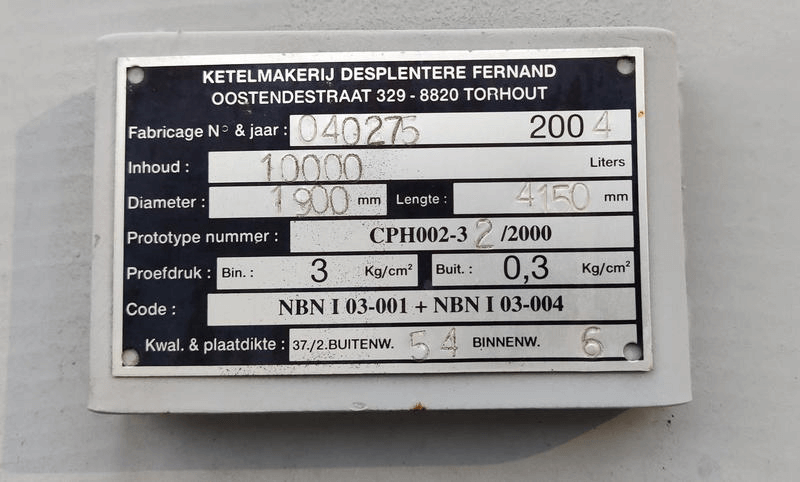 KETELMAKERIJ DESPLENTERE FERNAND
OOSTENDESTRAAT 329 - 8820 TORHOUT
Fabricage N° & jaar : 040275 2004
Inhoud : 10000 Liters
Diameter : 1900 mm Lengte : 4150 mm
Prototype nummer : CPH002-3 2 /2000
Proefdruk : Bin. : 3 Kg/cm² Buit. : 0,3 Kg/cm²
Code : NBN I 03-001 + NBN I 03-004
Kwal. & plaatdikte : 37./2.BUITENW. 54 BINNENW. 6